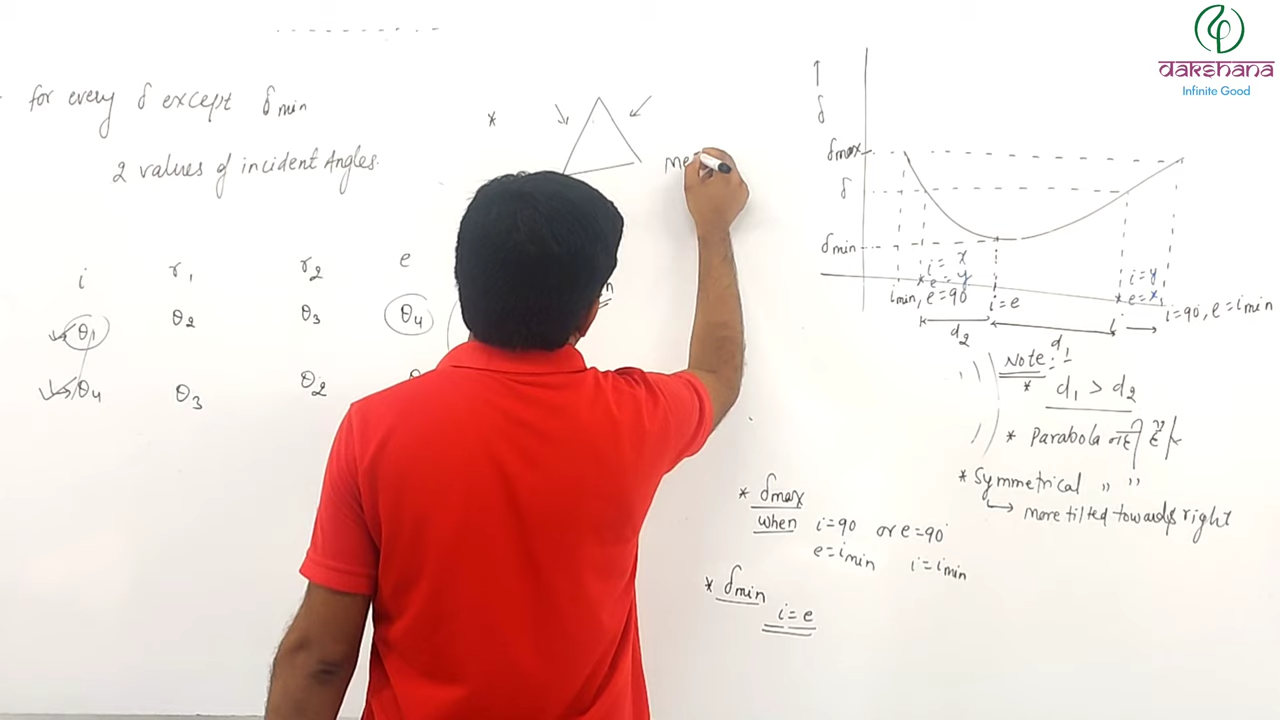 for every δ except δmin
2 values of incident Angles.
i r1 r2 e
θ1 θ2 θ3 θ4
θ4 θ3 θ2
*
me
↑
δ
δmax
δ
δmin
i = x
e = y
i = y
e = x
imin, e = 90
i = e
i = 90, e = imin
d2
d1
Note:-
* d1 > d2
* Parabola
* Symmetrical " "
↳ more tilted towards right
* δmax
when i=90 or e=90
e = imin i = imin
* δmin
i = e
dakshana
Infinite Good